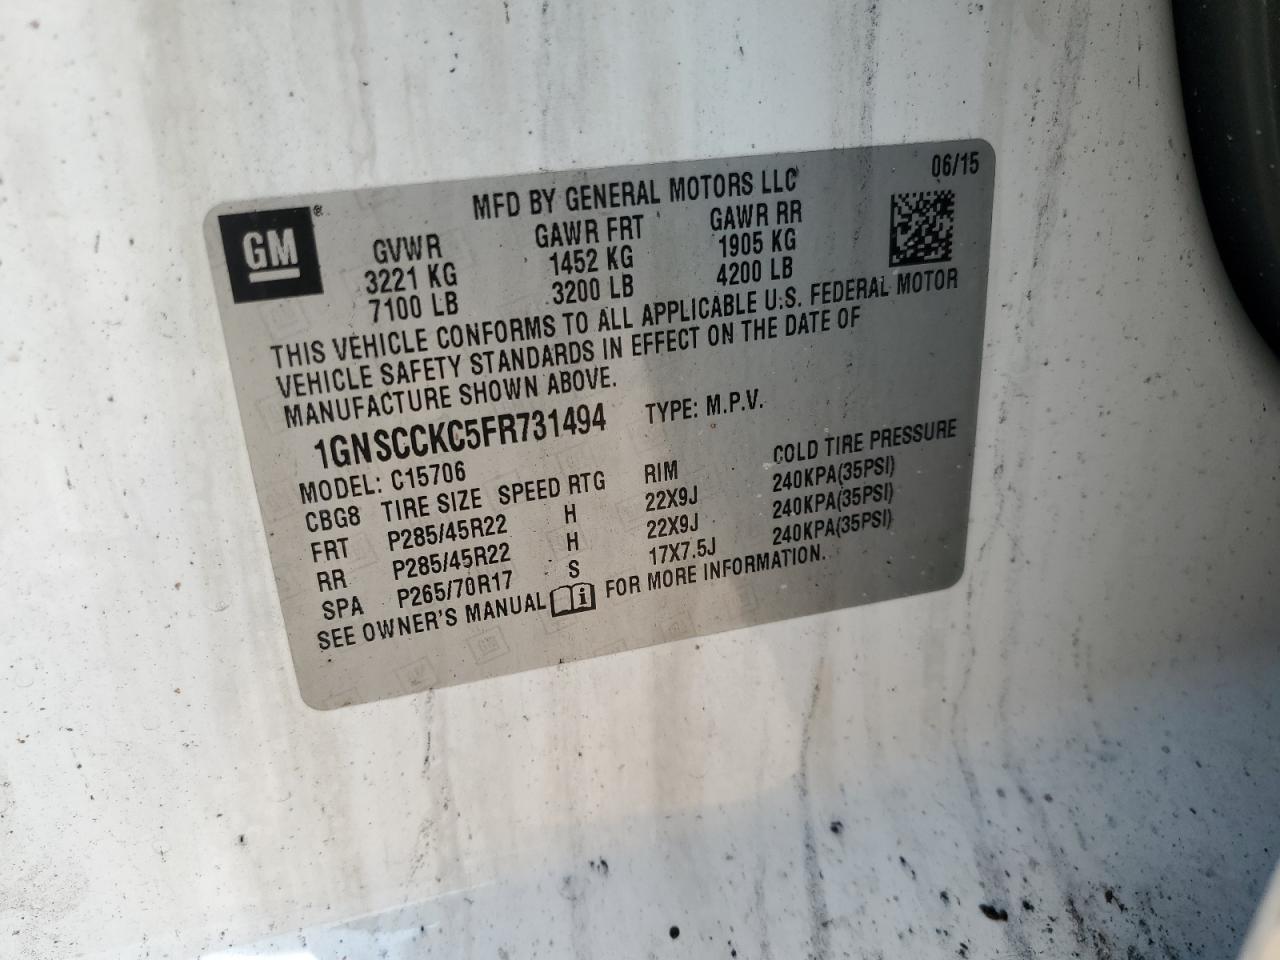 06/15
MFD BY GENERAL MOTORS LLC
GM ®
GVWR GAWR FRT GAWR RR
3221 KG 1452 KG 1905 KG
7100 LB 3200 LB 4200 LB
THIS VEHICLE CONFORMS TO ALL APPLICABLE U.S. FEDERAL MOTOR
VEHICLE SAFETY STANDARDS IN EFFECT ON THE DATE OF
MANUFACTURE SHOWN ABOVE.
1GNSCCKC5FR731494 TYPE: M.P.V.
MODEL: C15706
CBG8 TIRE SIZE SPEED RTG RIM COLD TIRE PRESSURE
FRT P285/45R22 H 22X9J 240KPA(35PSI)
RR P285/45R22 H 22X9J 240KPA(35PSI)
SPA P265/70R17 S 17X7.5J 240KPA(35PSI)
SEE OWNER'S MANUAL i FOR MORE INFORMATION.